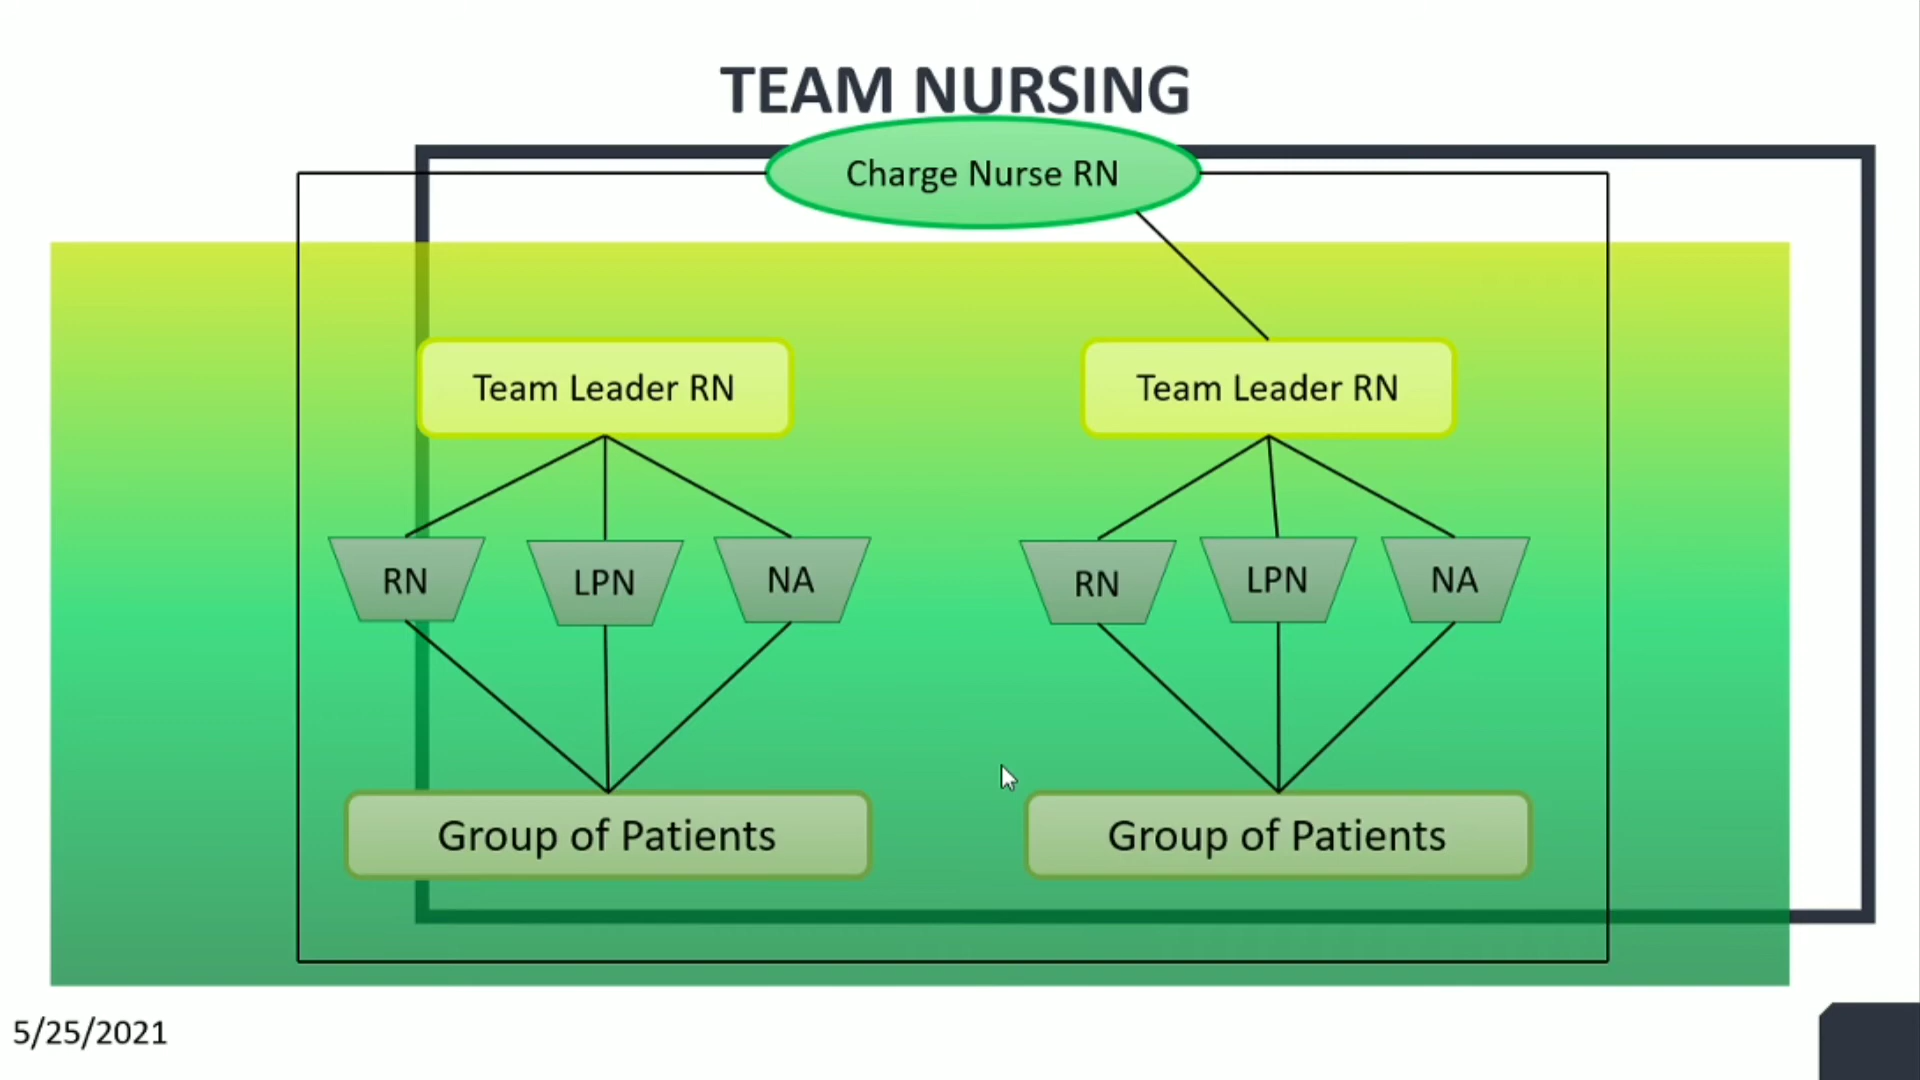 TEAM NURSING
Charge Nurse RN
Team Leader RN
Team Leader RN
RN
LPN
NA
RN
LPN
NA
Group of Patients
Group of Patients
5/25/2021